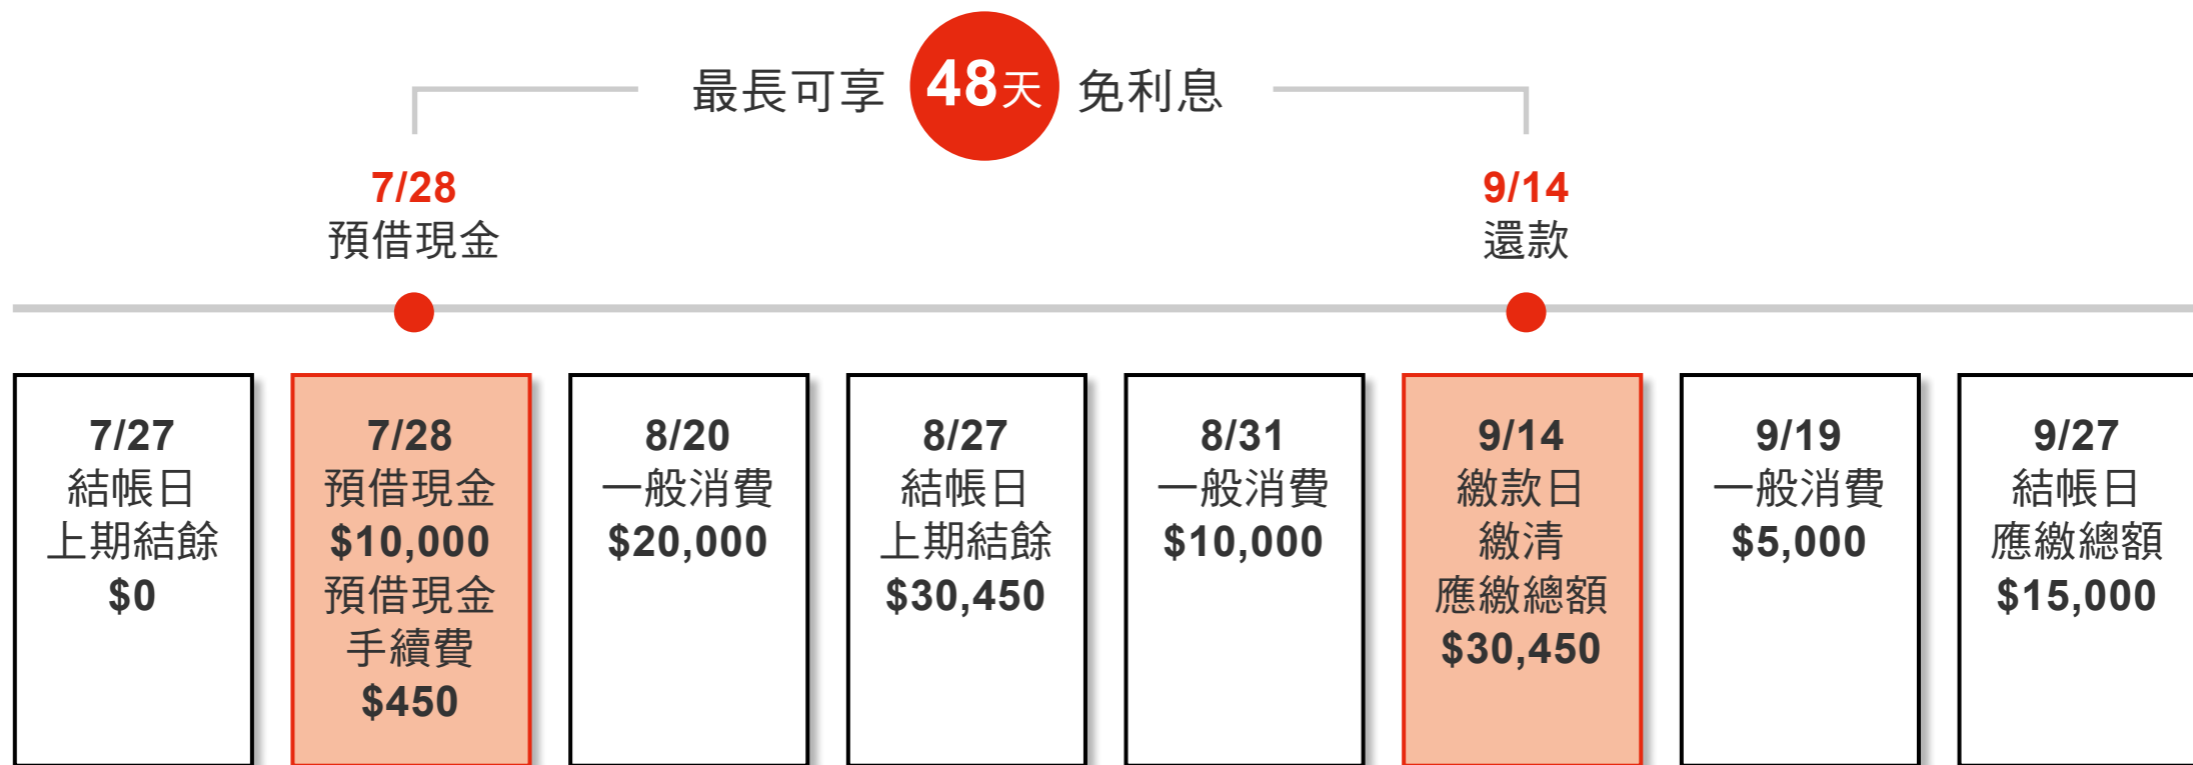 最長可享 48天 免利息
7/28
預借現金
9/14
還款
7/27
結帳日
上期結餘
$0
7/28
預借現金
$10,000
預借現金
手續費
$450
8/20
一般消費
$20,000
8/27
結帳日
上期結餘
$30,450
8/31
一般消費
$10,000
9/14
繳款日
繳清
應繳總額
$30,450
9/19
一般消費
$5,000
9/27
結帳日
應繳總額
$15,000